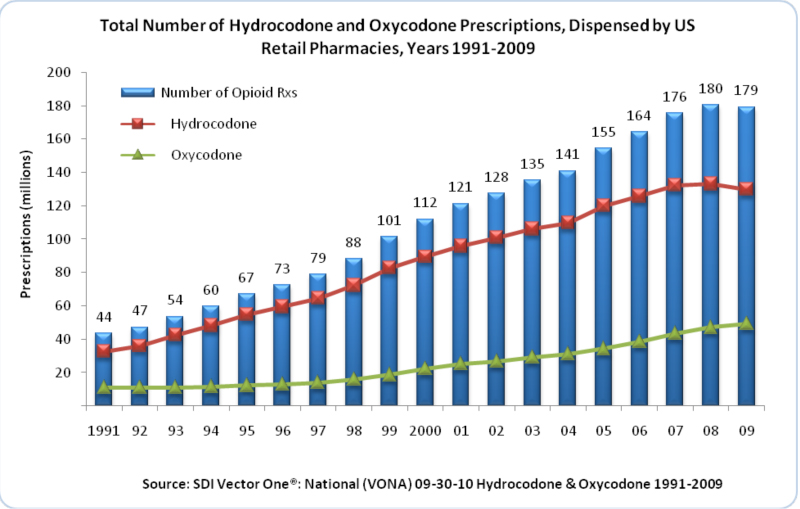 Total Number of Hydrocodone and Oxycodone Prescriptions, Dispensed by US
Retail Pharmacies, Years 1991-2009
Prescriptions (millions)
200
180
160
140
120
100
80
60
40
20
Number of Opioid Rxs
Hydrocodone
Oxycodone
44 47 54 60 67 73 79 88 101 112 121 128 135 141 155 164 176 180 179
1991 92 93 94 95 96 97 98 99 2000 01 02 03 04 05 06 07 08 09
Source: SDI Vector One®: National (VONA) 09-30-10 Hydrocodone & Oxycodone 1991-2009